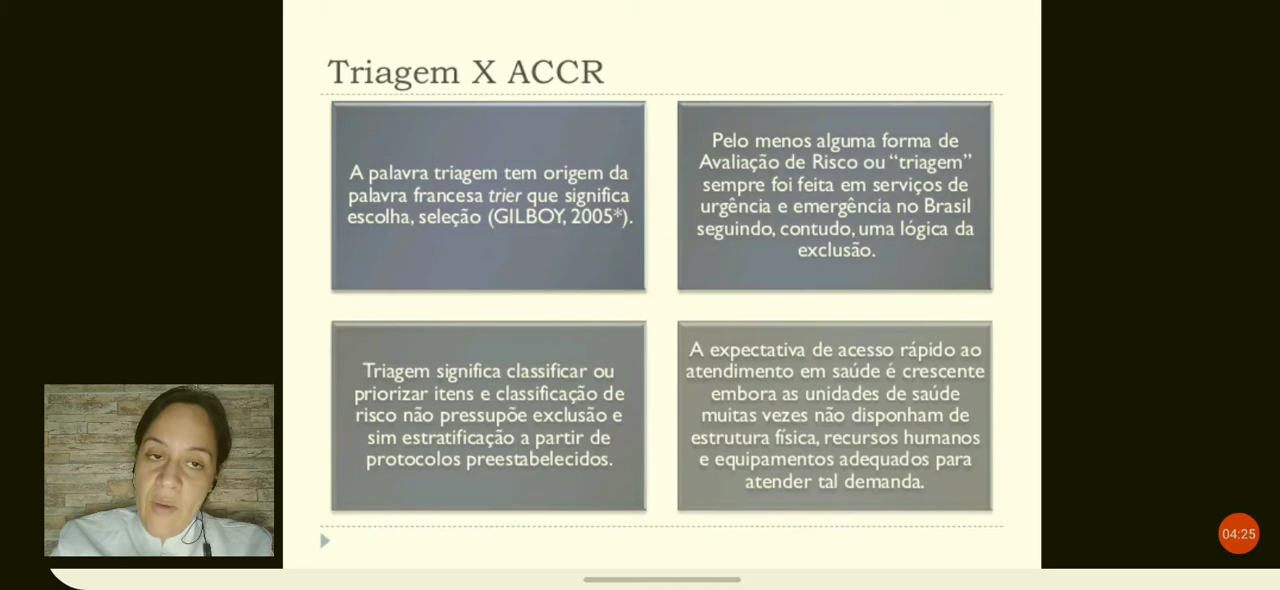 Triagem X ACCR
A palavra triagem tem origem da
palavra francesa trier que significa
escolha, seleção (GILBOY, 2005*).
Pelo menos alguma forma de
Avaliação de Risco ou “triagem”
sempre foi feita em serviços de
urgência e emergência no Brasil
seguindo, contudo, uma lógica da
exclusão.
Triagem significa classificar ou
priorizar itens e classificação de
risco não pressupõe exclusão e
sim estratificação a partir de
protocolos preestabelecidos.
A expectativa de acesso rápido ao
atendimento em saúde é crescente
embora as unidades de saúde
muitas vezes não disponham de
estrutura física, recursos humanos
e equipamentos adequados para
atender tal demanda.
04:25